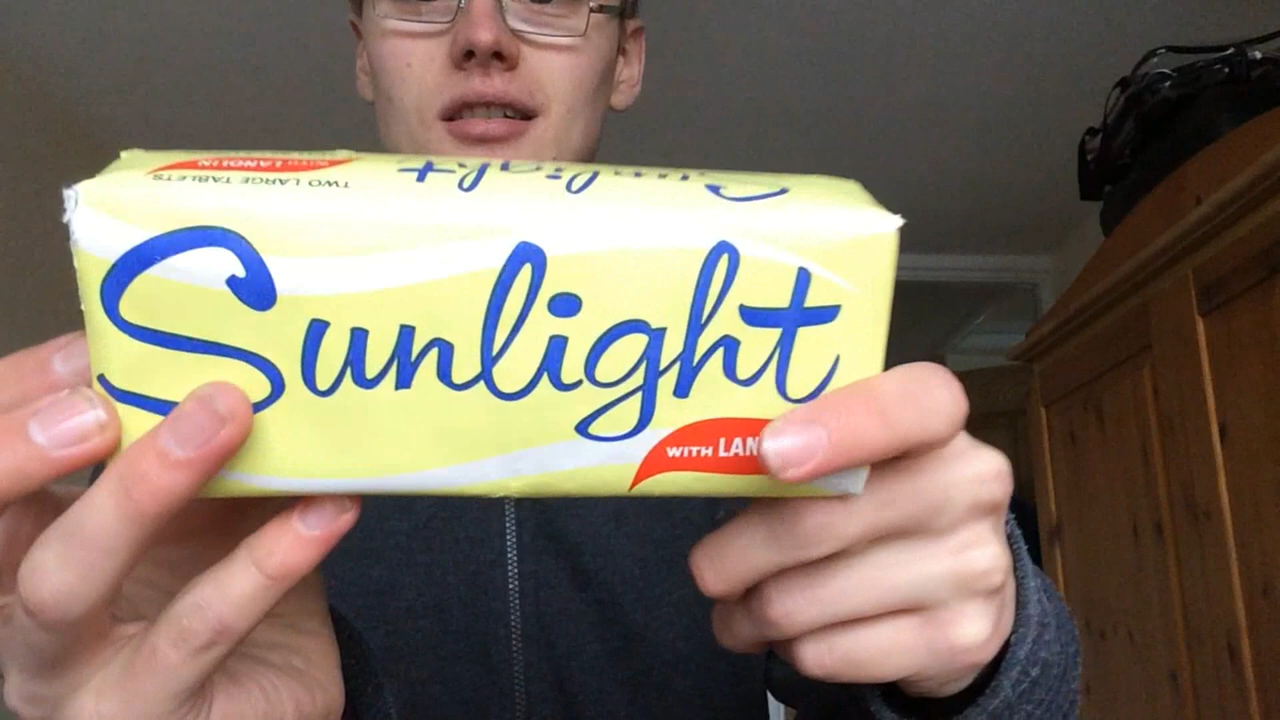 WITH LANOLIN
TWO LARGE TABLETS
Sunlight
Sunlight
WITH LAN